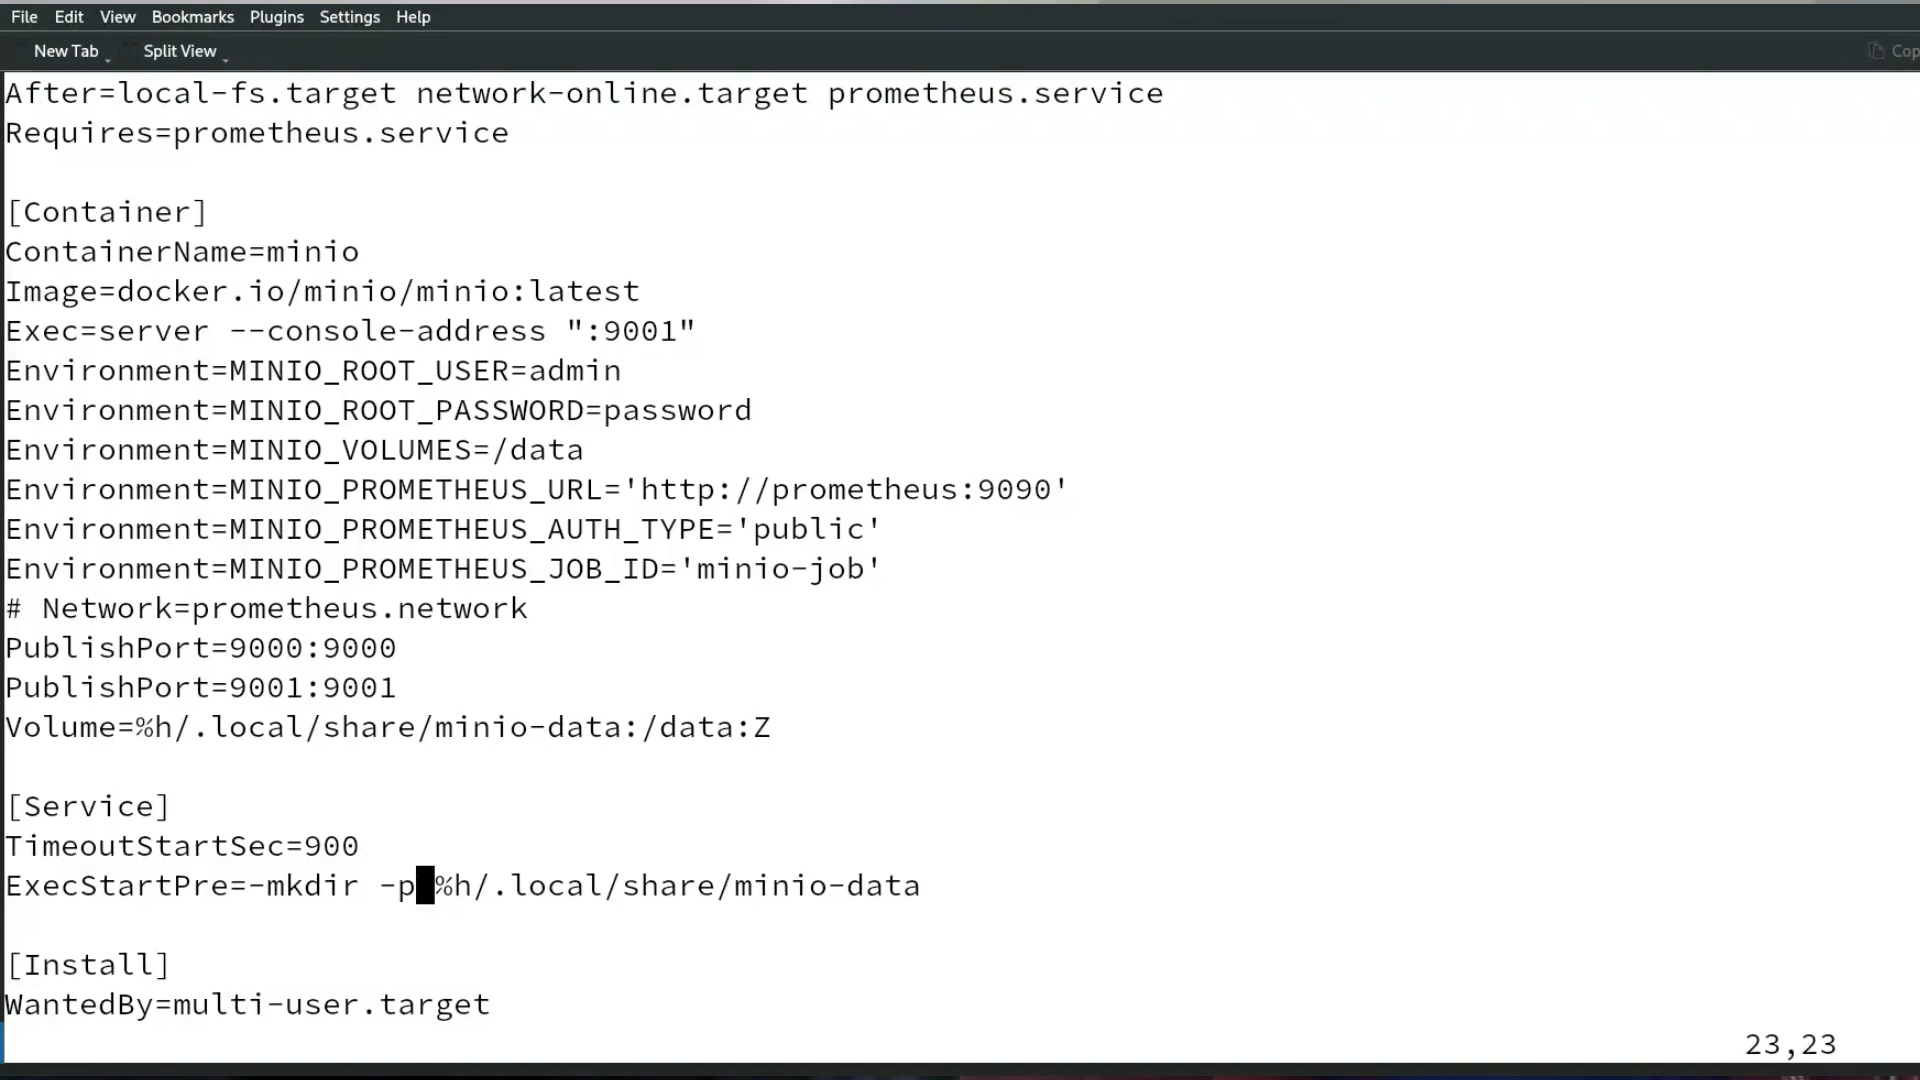 File Edit View Bookmarks Plugins Settings Help
New Tab Split View Cop
After=local-fs.target network-online.target prometheus.service
Requires=prometheus.service
[Container]
ContainerName=minio
Image=docker.io/minio/minio:latest
Exec=server --console-address ":9001"
Environment=MINIO_ROOT_USER=admin
Environment=MINIO_ROOT_PASSWORD=password
Environment=MINIO_VOLUMES=/data
Environment=MINIO_PROMETHEUS_URL='http://prometheus:9090'
Environment=MINIO_PROMETHEUS_AUTH_TYPE='public'
Environment=MINIO_PROMETHEUS_JOB_ID='minio-job'
# Network=prometheus.network
PublishPort=9000:9000
PublishPort=9001:9001
Volume=%h/.local/share/minio-data:/data:Z
[Service]
TimeoutStartSec=900
ExecStartPre=-mkdir -p %h/.local/share/minio-data
[Install]
WantedBy=multi-user.target
23,23